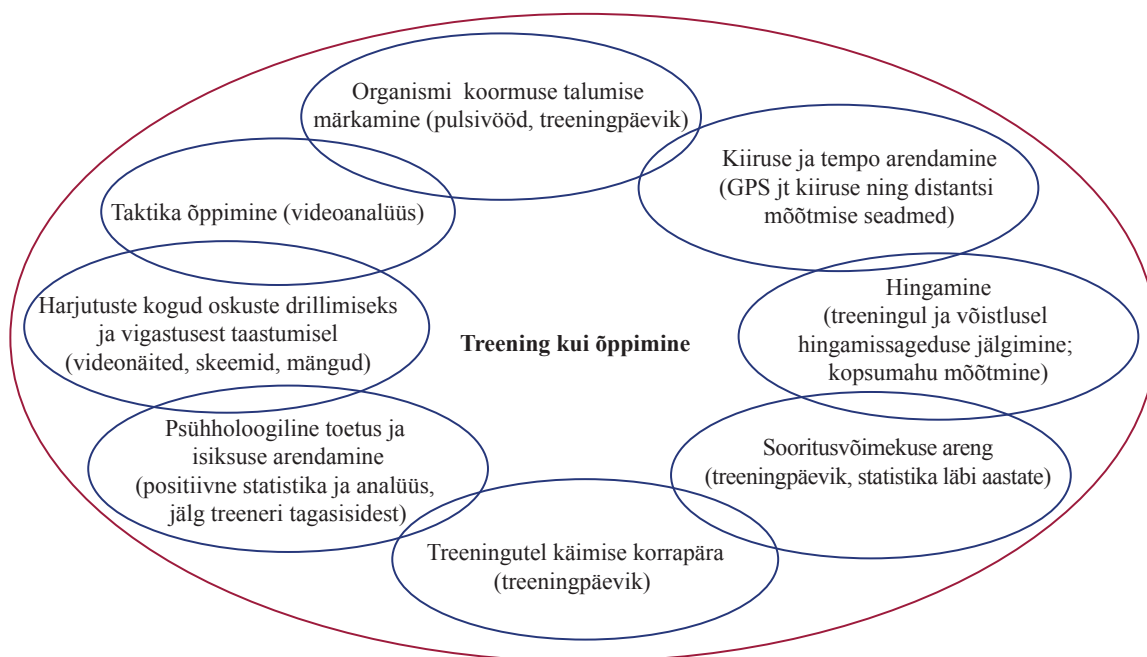 Organismi koormuse talumise
märkamine (pulsivööd, treeningpäevik)
Kiiruse ja tempo arendamine
(GPS jt kiiruse ning distantsi
mõõtmise seadmed)
Taktika õppimine (videoanalüüs)
Harjutuste kogud oskuste drillimiseks
ja vigastusest taastumisel
(videonäited, skeemid, mängud)
Treening kui õppimine
Hingamine
(treeningul ja võistlusel
hingamissageduse jälgimine;
kopsumahu mõõtmine)
Psühholoogiline toetus ja
isiksuse arendamine
(positiivne statistika ja analüüs,
jälg treeneri tagasisidest)
Sooritusvõimekuse areng
(treeningpäevik, statistika läbi aastate)
Treeningutel käimise korrapära
(treeningpäevik)